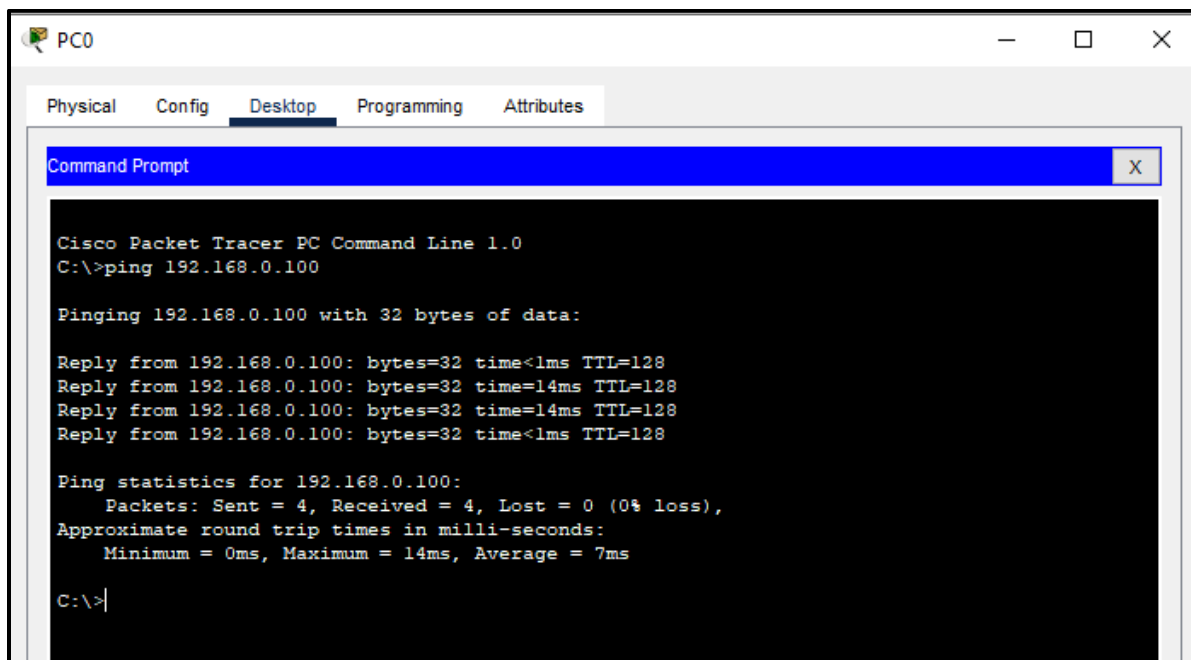 PC0
Physical Config Desktop Programming Attributes
Command Prompt
X
Cisco Packet Tracer PC Command Line 1.0
C:\>ping 192.168.0.100
Pinging 192.168.0.100 with 32 bytes of data:
Reply from 192.168.0.100: bytes=32 time<1ms TTL=128
Reply from 192.168.0.100: bytes=32 time=14ms TTL=128
Reply from 192.168.0.100: bytes=32 time=14ms TTL=128
Reply from 192.168.0.100: bytes=32 time<1ms TTL=128
Ping statistics for 192.168.0.100:
Packets: Sent = 4, Received = 4, Lost = 0 (0% loss),
Approximate round trip times in milli-seconds:
Minimum = 0ms, Maximum = 14ms, Average = 7ms
C:\>